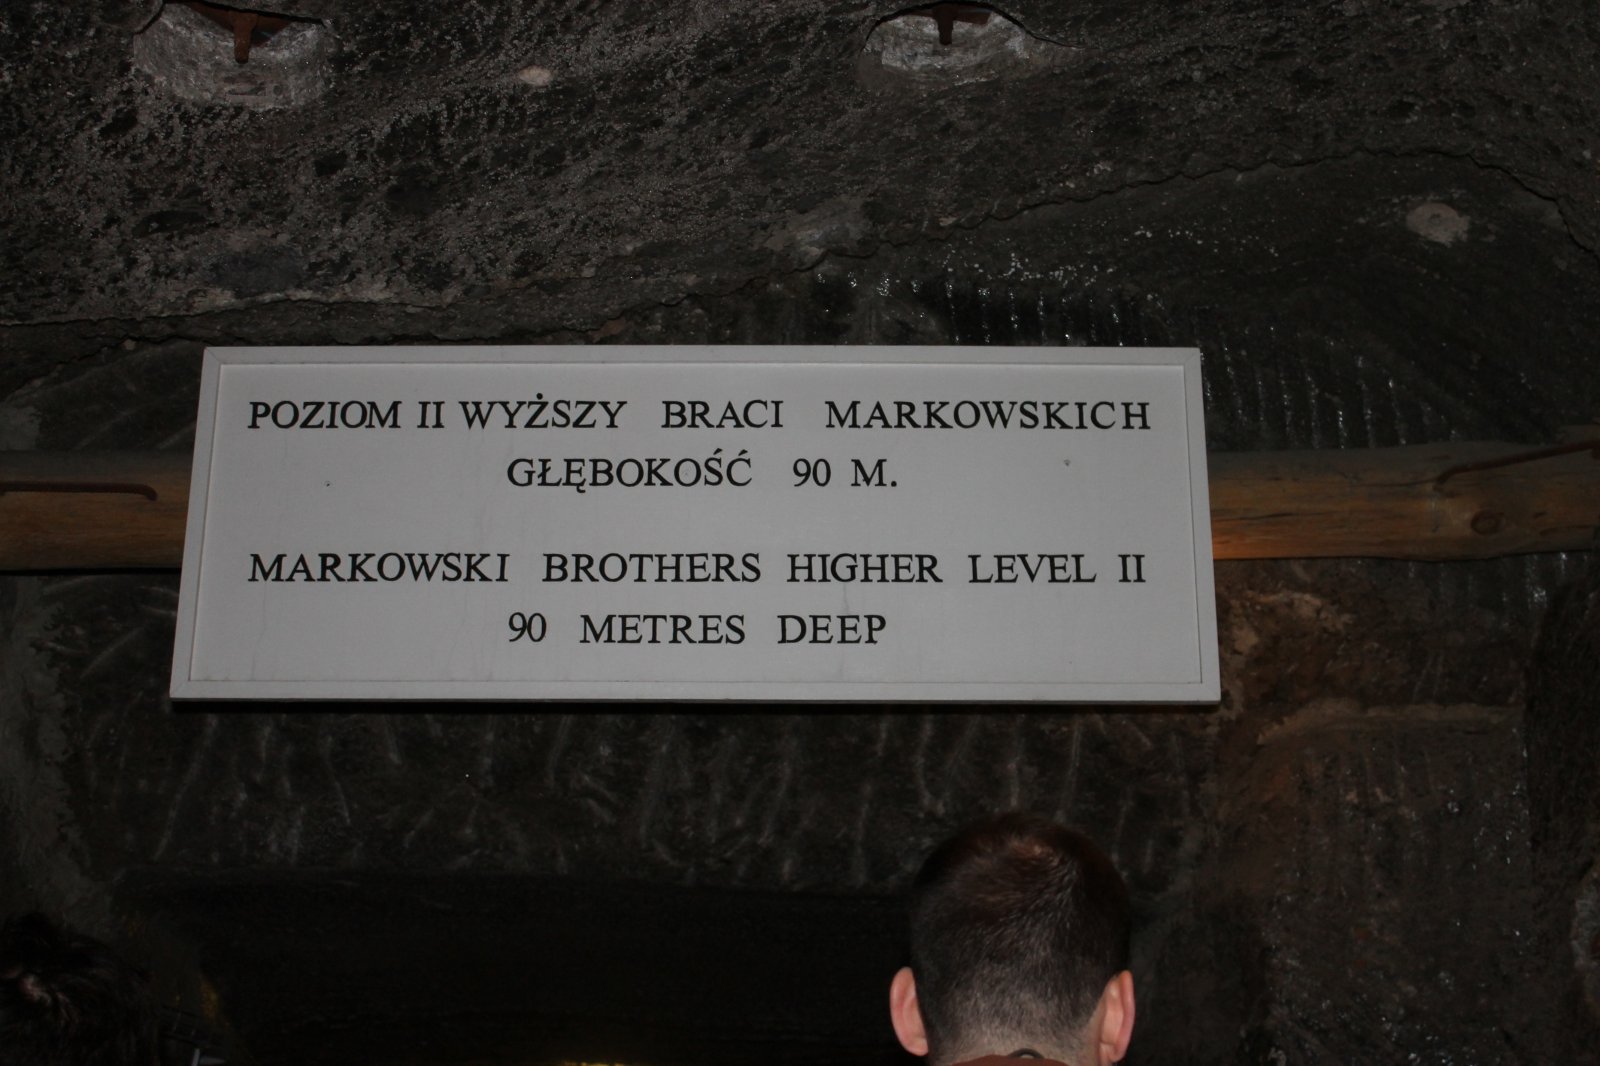 POZIOM II WYŻSZY BRACI MARKOWSKICH
GŁĘBOKOŚĆ 90 M.
MARKOWSKI BROTHERS HIGHER LEVEL II
90 METRES DEEP